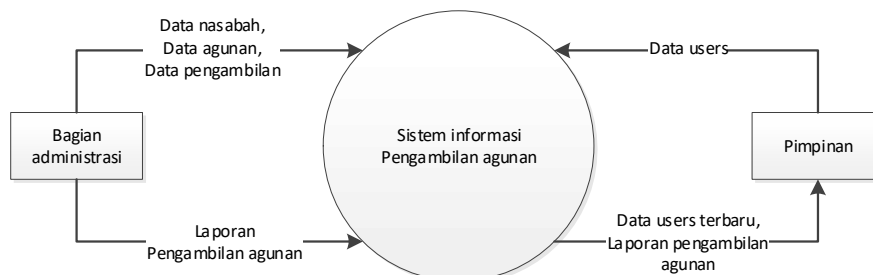 Data nasabah,
Data agunan,
Data pengambilan
Data users
Bagian
administrasi
Sistem informasi
Pengambilan agunan
Pimpinan
Laporan
Pengambilan agunan
Data users terbaru,
Laporan pengambilan
agunan